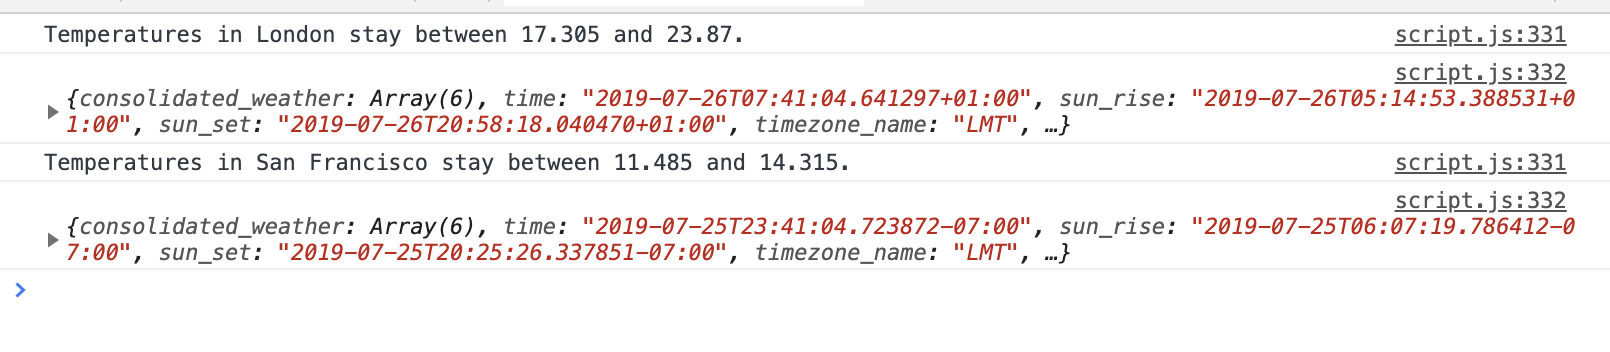 Temperatures in London stay between 17.305 and 23.87. script.js:331
script.js:332
{consolidated_weather: Array(6), time: "2019-07-26T07:41:04.641297+01:00", sun_rise: "2019-07-26T05:14:53.388531+0
1:00", sun_set: "2019-07-26T20:58:18.040470+01:00", timezone_name: "LMT", …}
Temperatures in San Francisco stay between 11.485 and 14.315. script.js:331
script.js:332
{consolidated_weather: Array(6), time: "2019-07-25T23:41:04.723872-07:00", sun_rise: "2019-07-25T06:07:19.786412-0
7:00", sun_set: "2019-07-25T20:25:26.337851-07:00", timezone_name: "LMT", …}